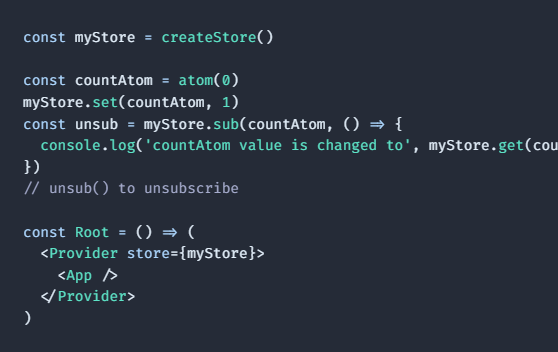 const myStore = createStore()
const countAtom = atom(0)
myStore.set(countAtom, 1)
const unsub = myStore.sub(countAtom, () => {
console.log('countAtom value is changed to', myStore.get(cou
})
// unsub() to unsubscribe
const Root = () => (
<Provider store={myStore}>
<App />
</Provider>
)